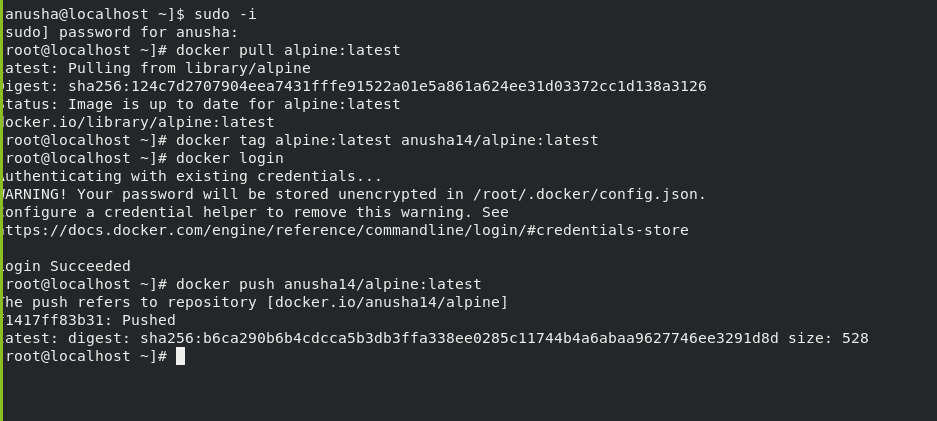 anusha@localhost ~]$ sudo -i
sudo] password for anusha:
root@localhost ~]# docker pull alpine:latest
atest: Pulling from library/alpine
igest: sha256:124c7d2707904eea7431fffe91522a01e5a861a624ee31d03372cc1d138a3126
tatus: Image is up to date for alpine:latest
docker.io/library/alpine:latest
root@localhost ~]# docker tag alpine:latest anusha14/alpine:latest
root@localhost ~]# docker login
uthenticating with existing credentials...
WARNING! Your password will be stored unencrypted in /root/.docker/config.json.
onfigure a credential helper to remove this warning. See
ttps://docs.docker.com/engine/reference/commandline/login/#credentials-store
ogin Succeeded
root@localhost ~]# docker push anusha14/alpine:latest
The push refers to repository [docker.io/anusha14/alpine]
f1417ff83b31: Pushed
atest: digest: sha256:b6ca290b6b4cdcca5b3db3ffa338ee0285c11744b4a6abaa9627746ee3291d8d size: 528
root@localhost ~]#